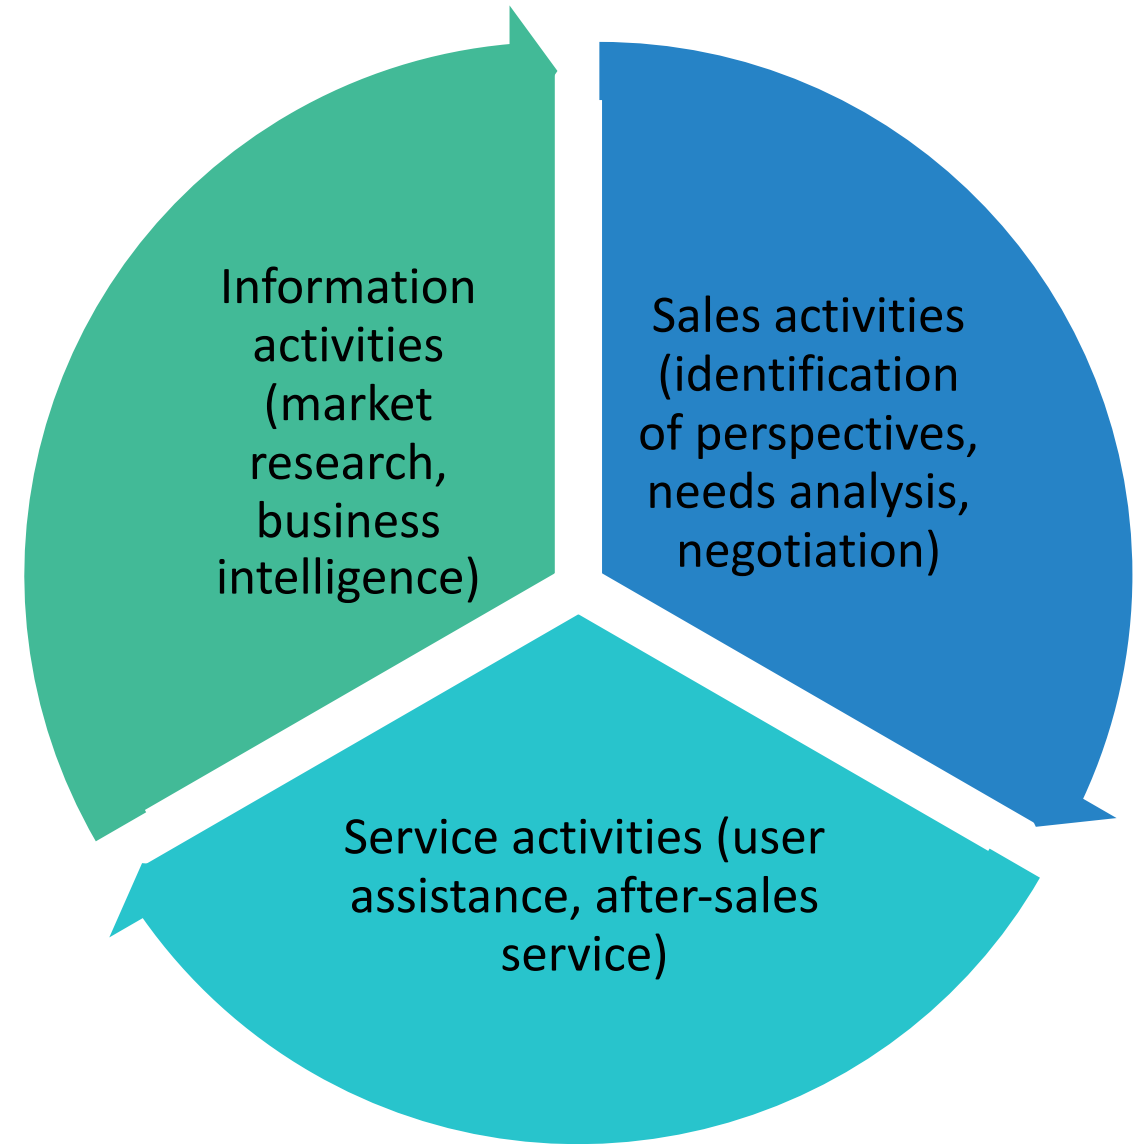 Information
activities
(market
research,
business
intelligence)
Sales activities
(identification
of perspectives,
needs analysis,
negotiation)
Service activities (user
assistance, after-sales
service)